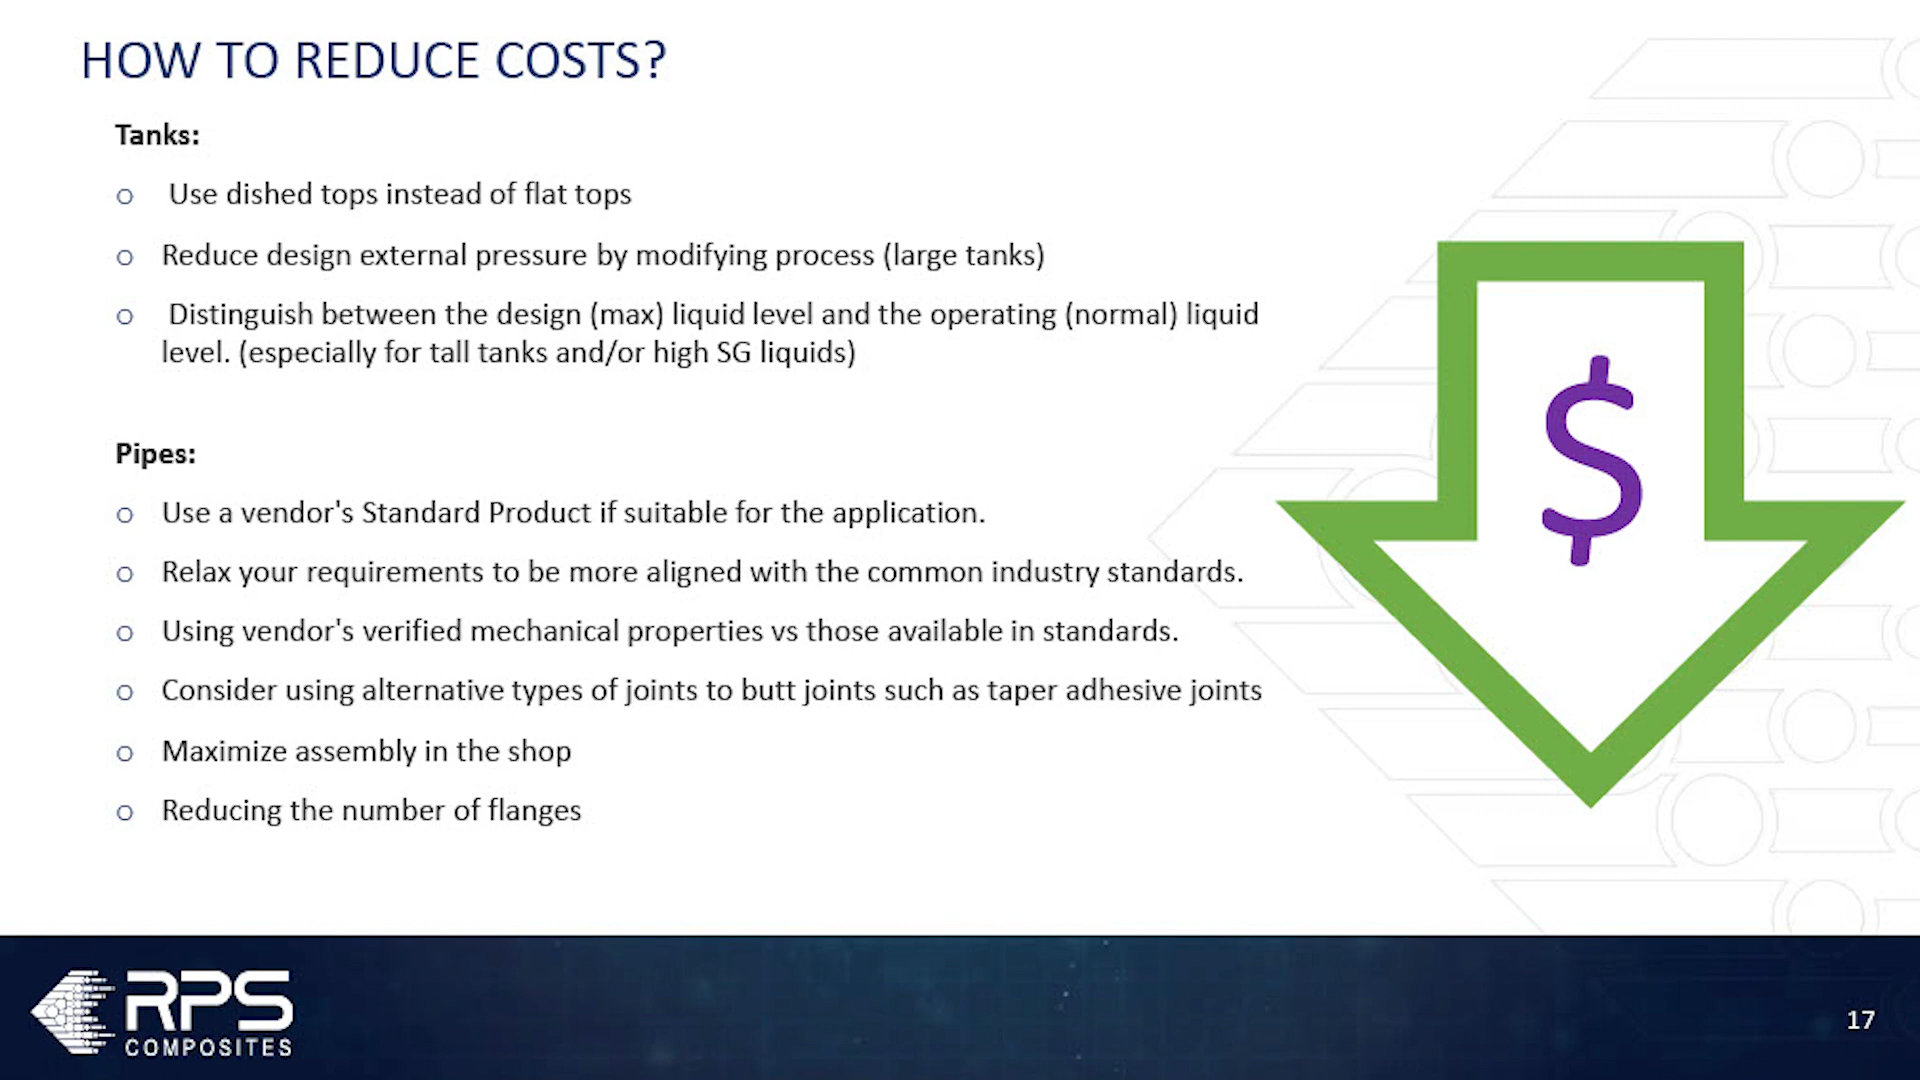 HOW TO REDUCE COSTS?
Tanks:
o Use dished tops instead of flat tops
o Reduce design external pressure by modifying process (large tanks)
o Distinguish between the design (max) liquid level and the operating (normal) liquid
level. (especially for tall tanks and/or high SG liquids)
Pipes:
o Use a vendor's Standard Product if suitable for the application.
o Relax your requirements to be more aligned with the common industry standards.
o Using vendor's verified mechanical properties vs those available in standards.
o Consider using alternative types of joints to butt joints such as taper adhesive joints
o Maximize assembly in the shop
o Reducing the number of flanges
$
RPS
COMPOSITES
17